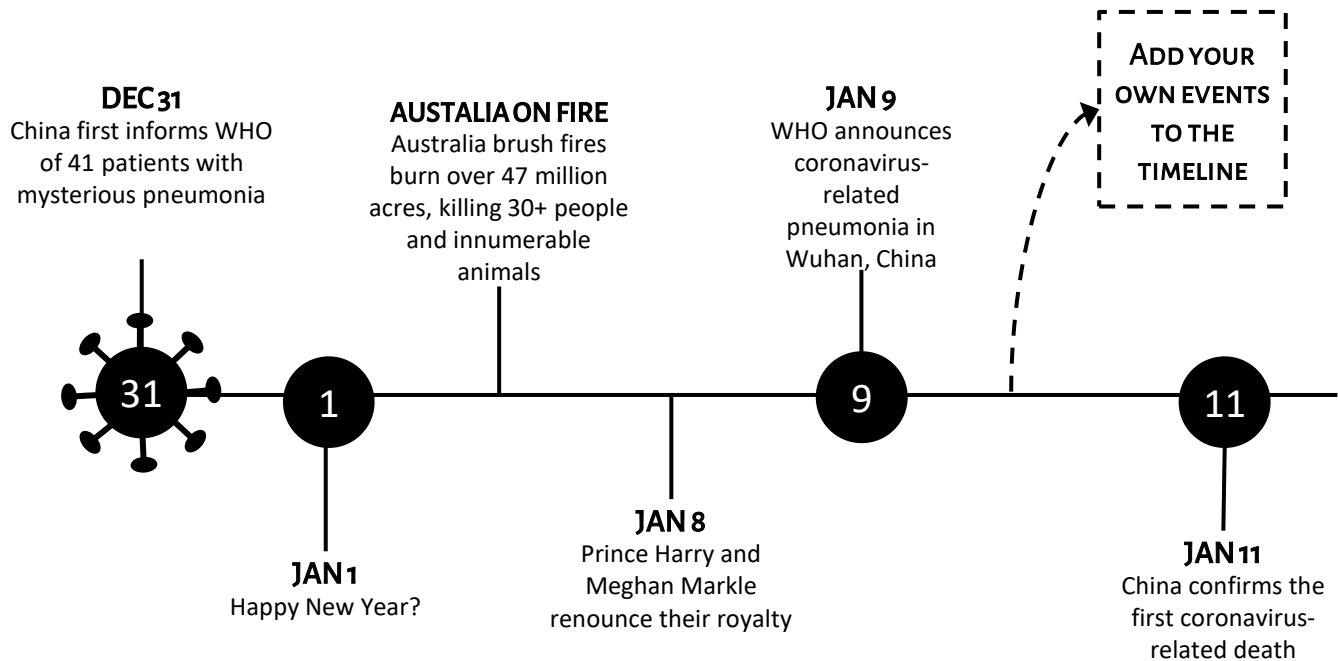 DEC 31
China first informs WHO
of 41 patients with
mysterious pneumonia
31
1
JAN 1
Happy New Year?
AUSTALIA ON FIRE
Australia brush fires
burn over 47 million
acres, killing 30+ people
and innumerable
animals
JAN 8
Prince Harry and
Meghan Markle
renounce their royalty
JAN 9
WHO announces
coronavirus-
related
pneumonia in
Wuhan, China
9
ADD YOUR
OWN EVENTS
TO THE
TIMELINE
11
JAN 11
China confirms the
first coronavirus-
related death